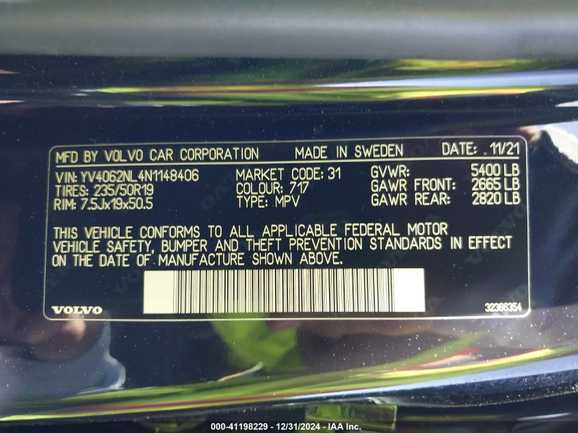 MFD BY VOLVO CAR CORPORATION MADE IN SWEDEN DATE: 11/21
VIN: YV4062NL4N1148406 MARKET CODE: 31 GVWR: 5400 LB
TIRES: 235/50R19 COLOUR: 717 GAWR FRONT: 2665 LB
RIM: 7.5Jx19x50.5 TYPE: MPV GAWR REAR: 2820 LB
THIS VEHICLE CONFORMS TO ALL APPLICABLE FEDERAL MOTOR
VEHICLE SAFETY, BUMPER AND THEFT PREVENTION STANDARDS IN EFFECT
ON THE DATE OF MANUFACTURE SHOWN ABOVE.
VOLVO 32366354
000-41198229 - 12/31/2024 - IAA Inc.